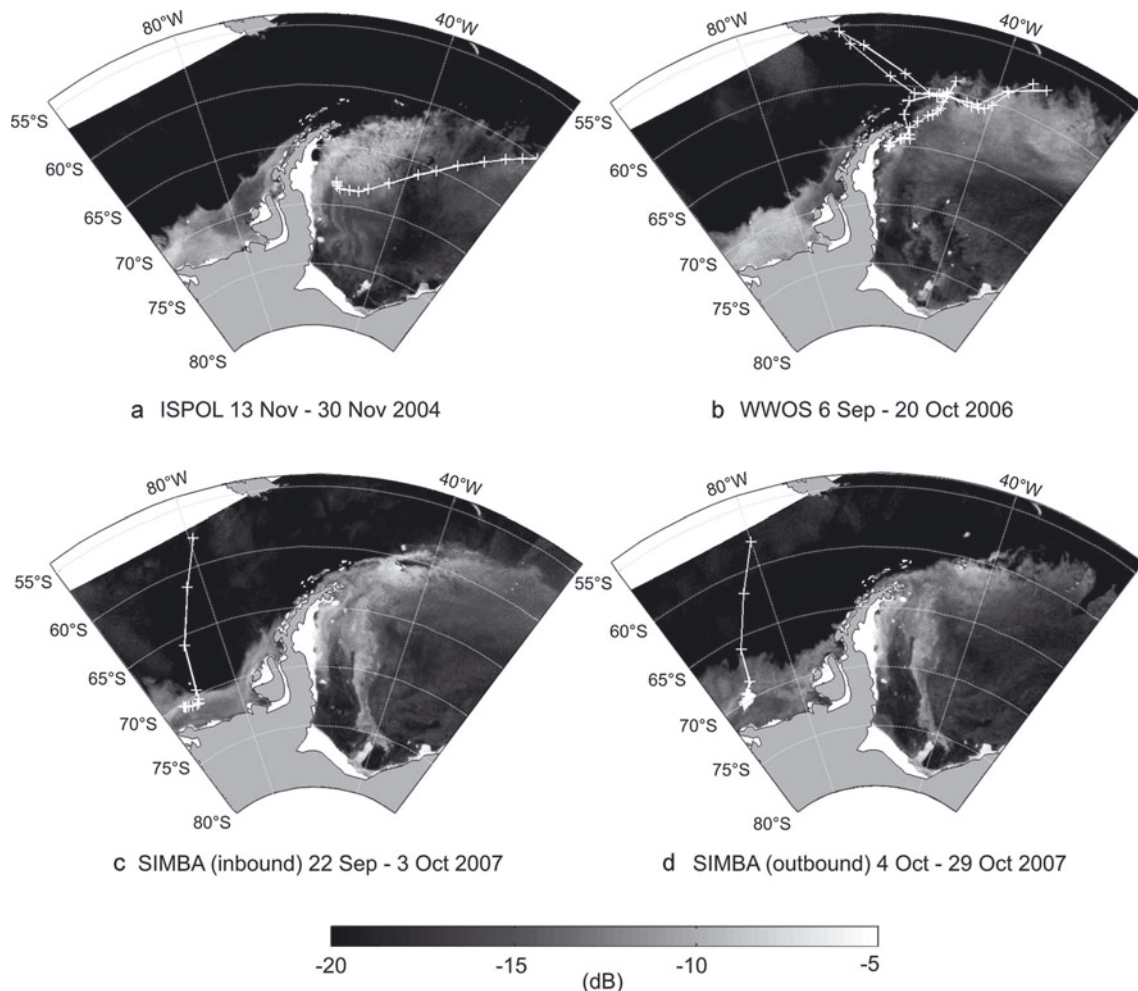 80°W
40°W
55°S
60°S
65°S
70°S
75°S
80°S
a ISPOL 13 Nov - 30 Nov 2004
80°W
40°W
55°S
60°S
65°S
70°S
75°S
80°S
b WWOS 6 Sep - 20 Oct 2006
80°W
40°W
55°S
60°S
65°S
70°S
75°S
80°S
c SIMBA (inbound) 22 Sep - 3 Oct 2007
80°W
40°W
55°S
60°S
65°S
70°S
75°S
80°S
d SIMBA (outbound) 4 Oct - 29 Oct 2007
-20 -15 -10 -5
(dB)